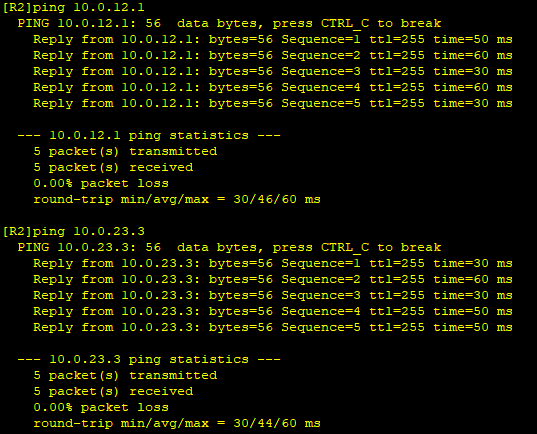 [R2]ping 10.0.12.1
  PING 10.0.12.1: 56  data bytes, press CTRL_C to break
    Reply from 10.0.12.1: bytes=56 Sequence=1 ttl=255 time=50 ms
    Reply from 10.0.12.1: bytes=56 Sequence=2 ttl=255 time=60 ms
    Reply from 10.0.12.1: bytes=56 Sequence=3 ttl=255 time=30 ms
    Reply from 10.0.12.1: bytes=56 Sequence=4 ttl=255 time=60 ms
    Reply from 10.0.12.1: bytes=56 Sequence=5 ttl=255 time=30 ms
  --- 10.0.12.1 ping statistics ---
    5 packet(s) transmitted
    5 packet(s) received
    0.00% packet loss
    round-trip min/avg/max = 30/46/60 ms
[R2]ping 10.0.23.3
  PING 10.0.23.3: 56  data bytes, press CTRL_C to break
    Reply from 10.0.23.3: bytes=56 Sequence=1 ttl=255 time=30 ms
    Reply from 10.0.23.3: bytes=56 Sequence=2 ttl=255 time=60 ms
    Reply from 10.0.23.3: bytes=56 Sequence=3 ttl=255 time=30 ms
    Reply from 10.0.23.3: bytes=56 Sequence=4 ttl=255 time=50 ms
    Reply from 10.0.23.3: bytes=56 Sequence=5 ttl=255 time=50 ms
  --- 10.0.23.3 ping statistics ---
    5 packet(s) transmitted
    5 packet(s) received
    0.00% packet loss
    round-trip min/avg/max = 30/44/60 ms